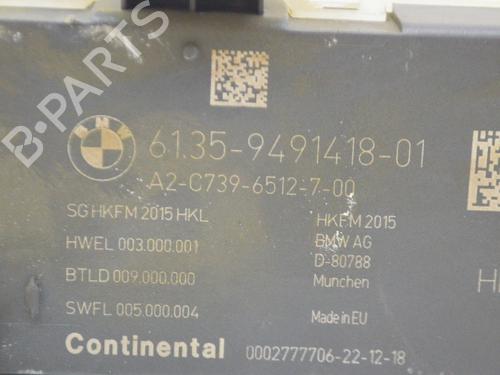 BMW
61.35-9491418-01
A2-C739-6512-7-00
SG HKFM 2015 HKL
HWEL 003.000.001
BTLD 009.000.000
SWFL 005.000.004
HKFM 2015
BMW AG
D-80788
Munchen
Made in EU
Continental 0002777706-22-12-18